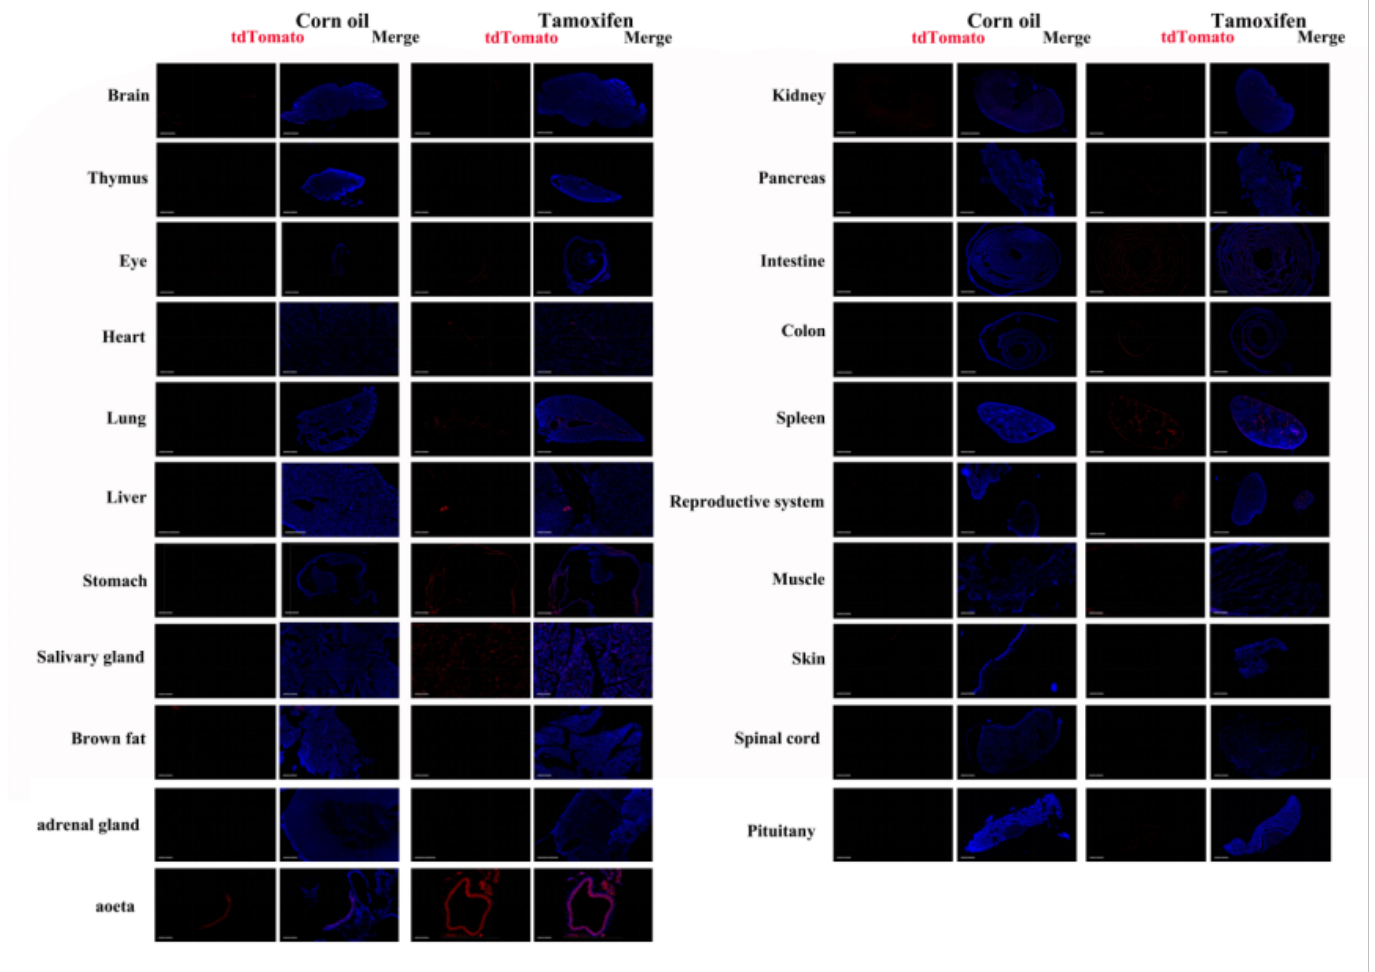 Corn oil Tamoxifen
tdTomato Merge tdTomato Merge
Brain
Thymus
Eye
Heart
Lung
Liver
Stomach
Salivary gland
Brown fat
adrenal gland
aoeta
Corn oil Tamoxifen
tdTomato Merge tdTomato Merge
Kidney
Pancreas
Intestine
Colon
Spleen
Reproductive system
Muscle
Skin
Spinal cord
Pituitany